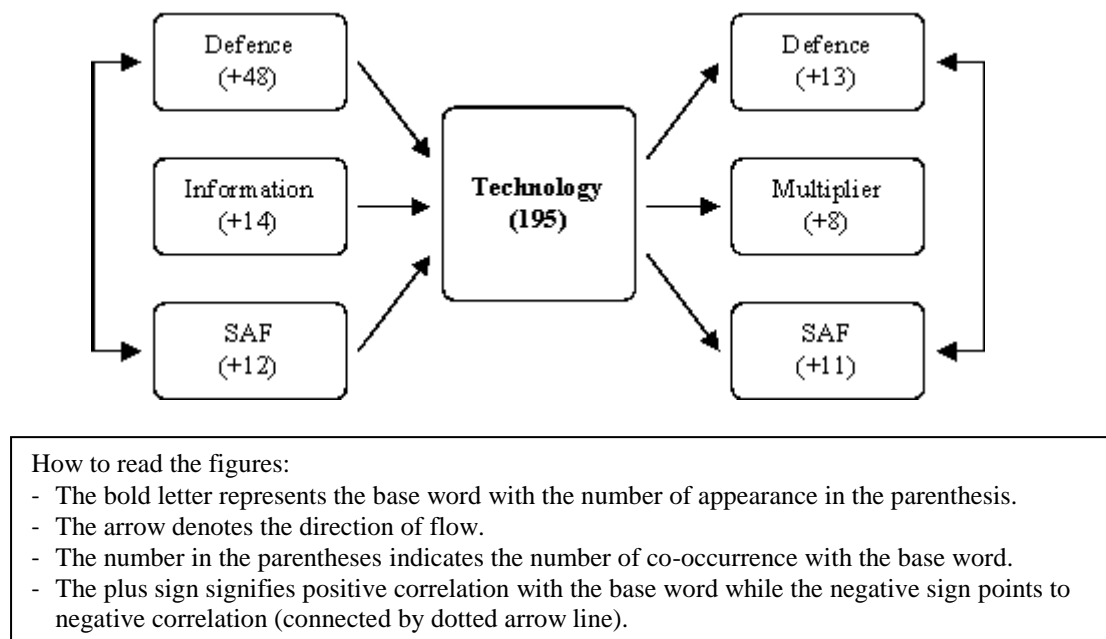 Defence
(+48)
Defence
(+13)
Information
(+14)
Technology
(195)
Multiplier
(+8)
SAF
(+12)
SAF
(+11)
How to read the figures:
- The bold letter represents the base word with the number of appearance in the parenthesis.
- The arrow denotes the direction of flow.
- The number in the parentheses indicates the number of co-occurrence with the base word.
- The plus sign signifies positive correlation with the base word while the negative sign points to
negative correlation (connected by dotted arrow line).